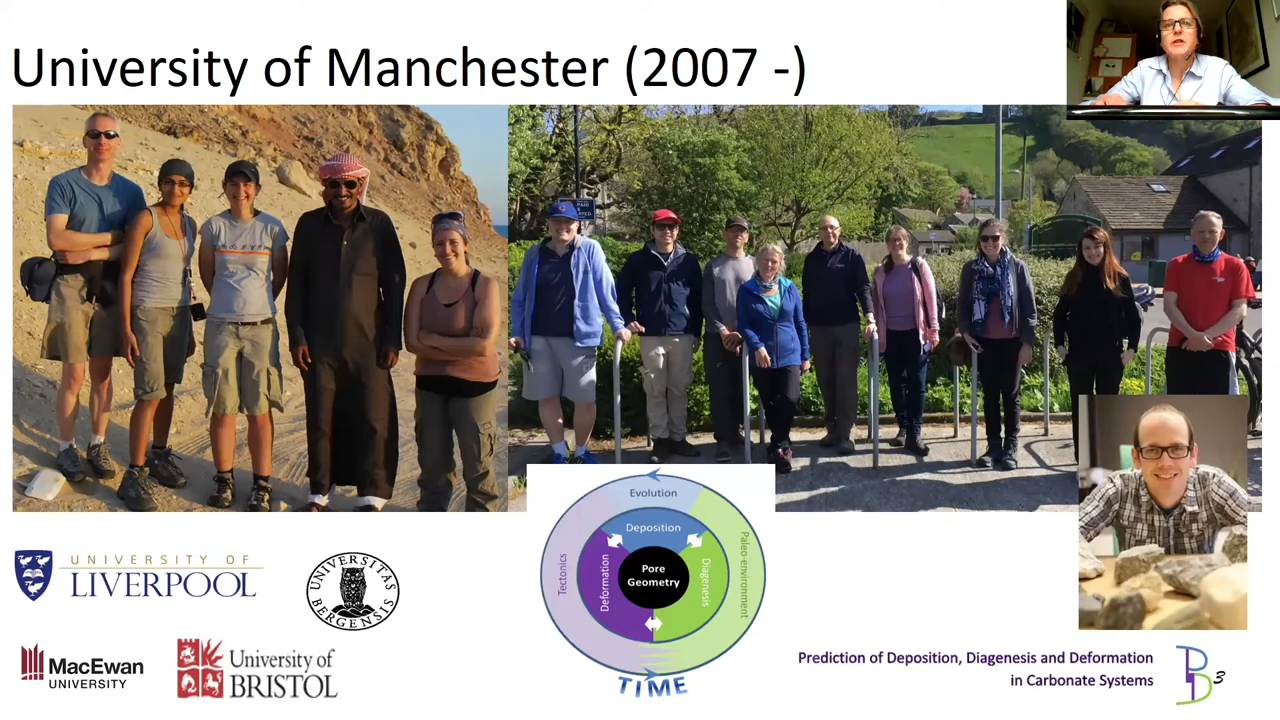 University of Manchester (2007 -)
Evolution
Deposition
Tectonics
Deformation
Pore
Geometry
Diagenesis
Paleo-environment
TIME
UNIVERSITY OF
LIVERPOOL
UNIVERSITAS
BERGENSIS
MacEwan
UNIVERSITY
University of
BRISTOL
Prediction of Deposition, Diagenesis and Deformation
in Carbonate Systems
PD3